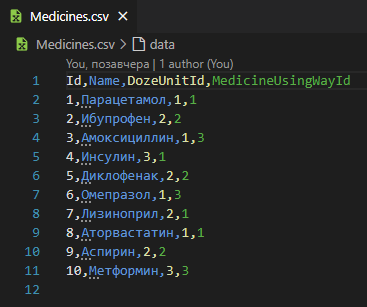 Medicines.csv
Medicines.csv > data
You, позавчера | 1 author (You)
1 Id,Name,DozeUnitId,MedicineUsingWayId
2 1,Парацетамол,1,1
3 2,Ибупрофен,2,2
4 3,Амоксициллин,1,3
5 4,Инсулин,3,1
6 5,Диклофенак,2,2
7 6,Омепразол,1,3
8 7,Лизиноприл,2,1
9 8,Аторвастатин,1,1
10 9,Аспирин,2,2
11 10,Метформин,3,3
12